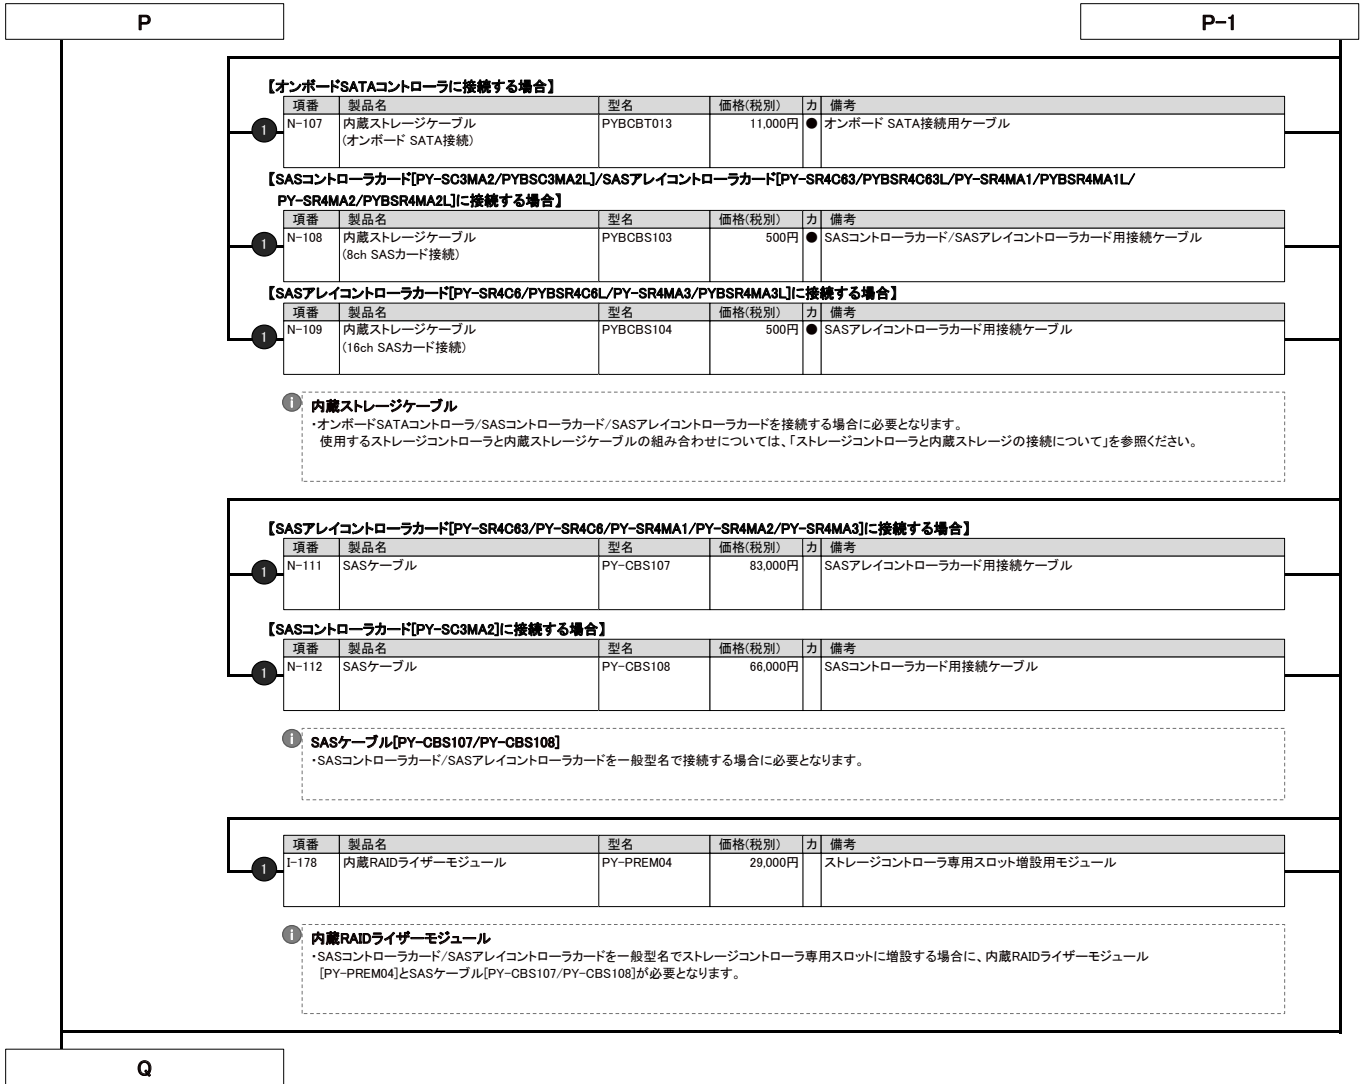 P
P-1
【オンボードSATAコントローラに接続する場合】
項番 製品名 型名 価格(税別) カ 備考
1 N-107 内蔵ストレージケーブル PYBCBT013 11,000円 ● オンボード SATA接続用ケーブル
(オンボード SATA接続)
【SASコントローラカード[PY-SC3MA2/PYBSC3MA2L]/SASアレイコントローラカード[PY-SR4C63/PYBSR4C63L/PY-SR4MA1/PYBSR4MA1L/
PY-SR4MA2/PYBSR4MA2L]に接続する場合】
項番 製品名 型名 価格(税別) カ 備考
1 N-108 内蔵ストレージケーブル PYBCBS103 500円 ● SASコントローラカード/SASアレイコントローラカード用接続ケーブル
(8ch SASカード接続)
【SASアレイコントローラカード[PY-SR4C6/PYBSR4C6L/PY-SR4MA3/PYBSR4MA3L]に接続する場合】
項番 製品名 型名 価格(税別) カ 備考
1 N-109 内蔵ストレージケーブル PYBCBS104 500円 ● SASアレイコントローラカード用接続ケーブル
(16ch SASカード接続)
i 内蔵ストレージケーブル
・オンボードSATAコントローラ/SASコントローラカード/SASアレイコントローラカードを接続する場合に必要となります。
使用するストレージコントローラと内蔵ストレージケーブルの組み合わせについては、「ストレージコントローラと内蔵ストレージの接続について」を参照ください。
【SASアレイコントローラカード[PY-SR4C63/PY-SR4C6/PY-SR4MA1/PY-SR4MA2/PY-SR4MA3]に接続する場合】
項番 製品名 型名 価格(税別) カ 備考
1 N-111 SASケーブル PY-CBS107 83,000円 SASアレイコントローラカード用接続ケーブル
【SASコントローラカード[PY-SC3MA2]に接続する場合】
項番 製品名 型名 価格(税別) カ 備考
1 N-112 SASケーブル PY-CBS108 66,000円 SASコントローラカード用接続ケーブル
i SASケーブル[PY-CBS107/PY-CBS108]
・SASコントローラカード/SASアレイコントローラカードを一般型名で接続する場合に必要となります。
項番 製品名 型名 価格(税別) カ 備考
1 I-178 内蔵RAIDライザーモジュール PY-PREM04 29,000円 ストレージコントローラ専用スロット増設用モジュール
i 内蔵RAIDライザーモジュール
・SASコントローラカード/SASアレイコントローラカードを一般型名でストレージコントローラ専用スロットに増設する場合に、内蔵RAIDライザーモジュール
[PY-PREM04]とSASケーブル[PY-CBS107/PY-CBS108]が必要となります。
Q